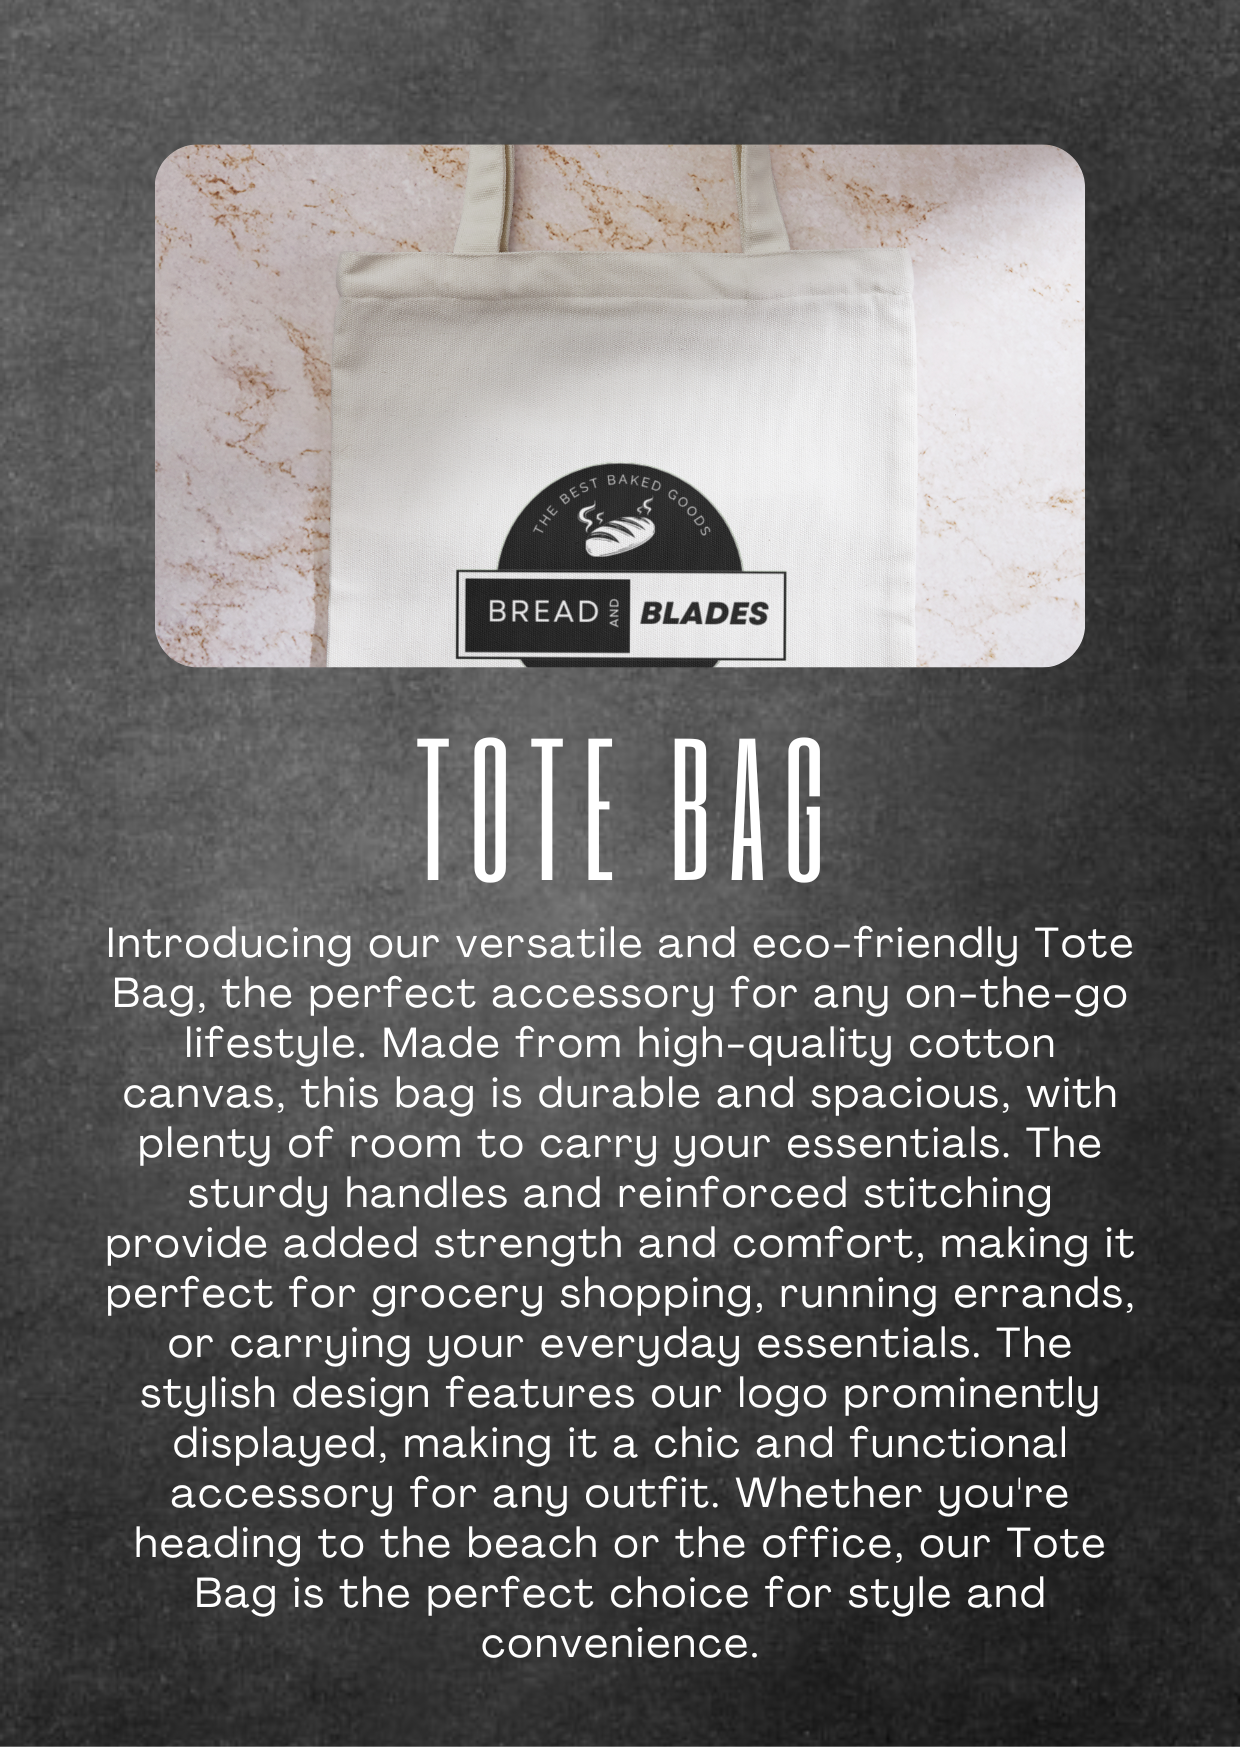 THE BEST BAKED GOODS
BREAD AND BLADES
TOTE BAG
Introducing our versatile and eco-friendly Tote
Bag, the perfect accessory for any on-the-go
lifestyle. Made from high-quality cotton
canvas, this bag is durable and spacious, with
plenty of room to carry your essentials. The
sturdy handles and reinforced stitching
provide added strength and comfort, making it
perfect for grocery shopping, running errands,
or carrying your everyday essentials. The
stylish design features our logo prominently
displayed, making it a chic and functional
accessory for any outfit. Whether you're
heading to the beach or the office, our Tote
Bag is the perfect choice for style and
convenience.